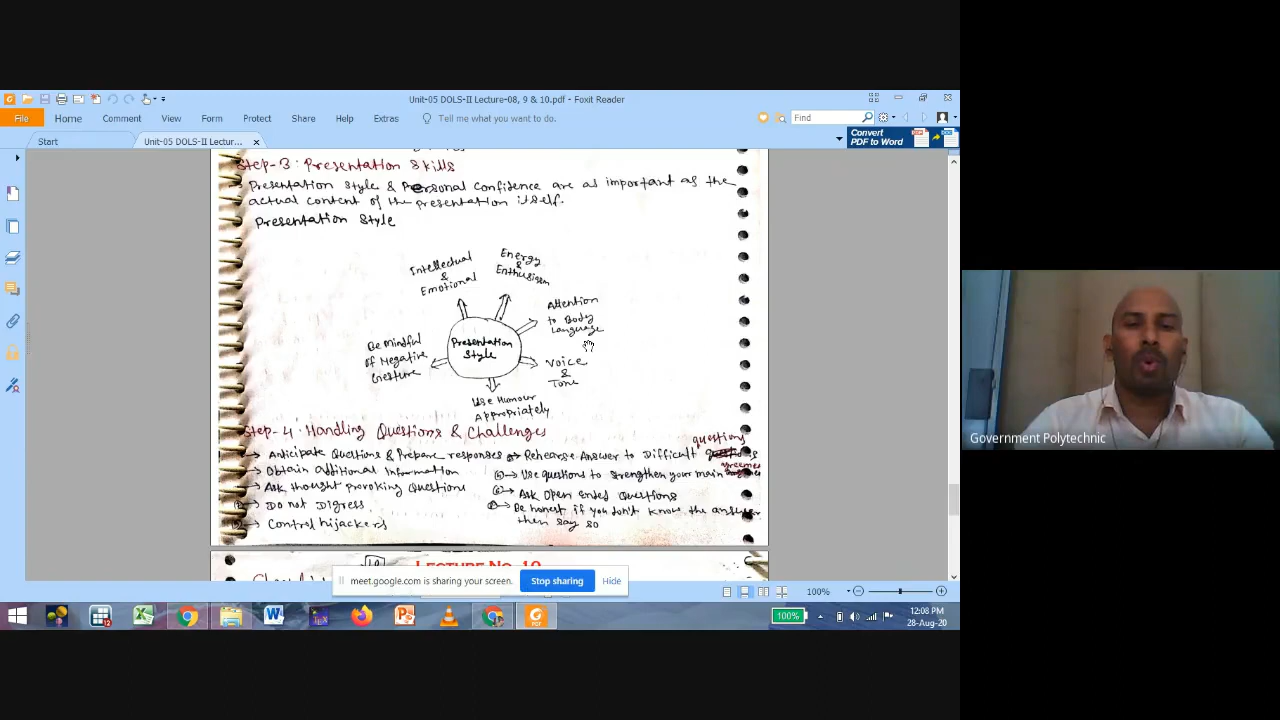 Unit-05 DOLS-II Lecture-08, 9 & 10.pdf - Foxit Reader
File Home Comment View Form Protect Share Help Extras Tell me what you want to do. Find
Start Unit-05 DOLS-II Lectur... Convert PDF to Word
Step-3: Presentation Skills
Presentation Style & Personal confidence are as important as the
actual content of the presentation itself.
Presentation Style
Intellectual
&
Emotional
Energy
&
Enthusiasm
Attention
to Body
Language
Be Mindful
of Negative
Gesture
Presentation
Style
Voice
&
Tone
Use Humour
Appropriately
Step-4: Handling Questions & Challenges
Anticipate Questions & Prepare responses
Obtain additional Information
Ask thought provoking Questions
Do not Digress
Control hijackers
Rehearse Answer to Difficult questions
Use questions to strengthen your main
Ask Open Ended Questions
Be honest if you don't know the answer
then say so
LECTURE NO. 10
meet.google.com is sharing your screen. Stop sharing Hide
100%
100% 12:08 PM
28-Aug-20
Government Polytechnic